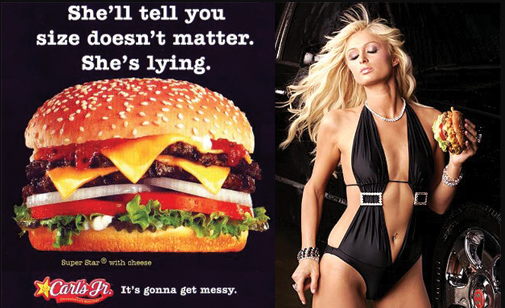 She'll tell you
size doesn't matter.
She's lying.
Super Star® with cheese
Carl's Jr.
It's gonna get messy.